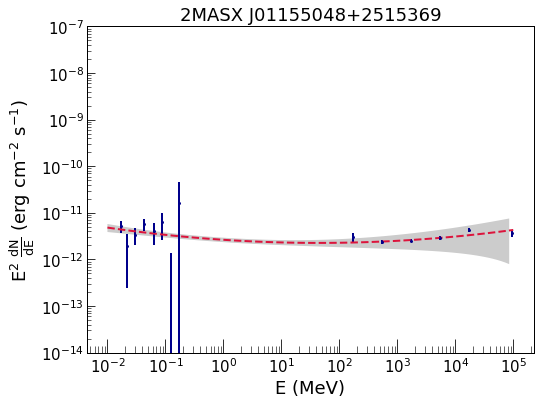 2MASX J01155048+2515369
E² dN/dE (erg cm⁻² s⁻¹)
10⁻⁷
10⁻⁸
10⁻⁹
10⁻¹⁰
10⁻¹¹
10⁻¹²
10⁻¹³
10⁻¹⁴
10⁻² 10⁻¹ 10⁰ 10¹ 10² 10³ 10⁴ 10⁵
E (MeV)